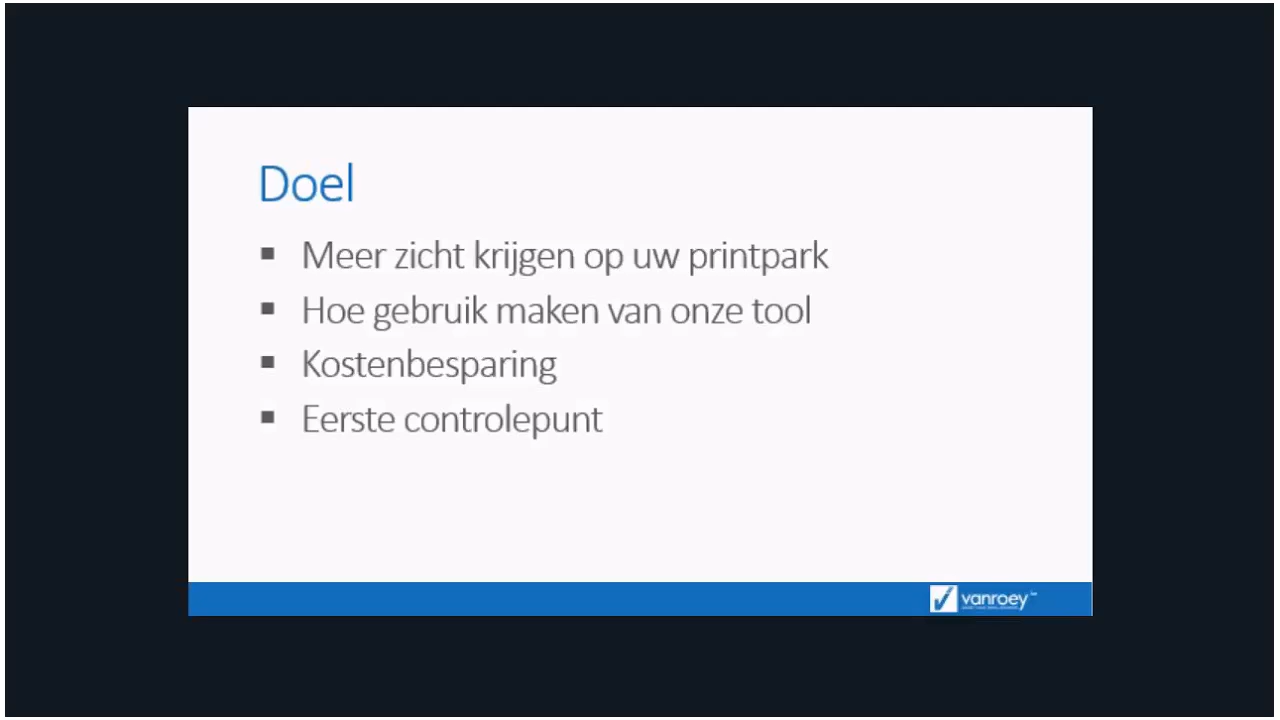 Doel
▪ Meer zicht krijgen op uw printpark
▪ Hoe gebruik maken van onze tool
▪ Kostenbesparing
▪ Eerste controlepunt
vanroey